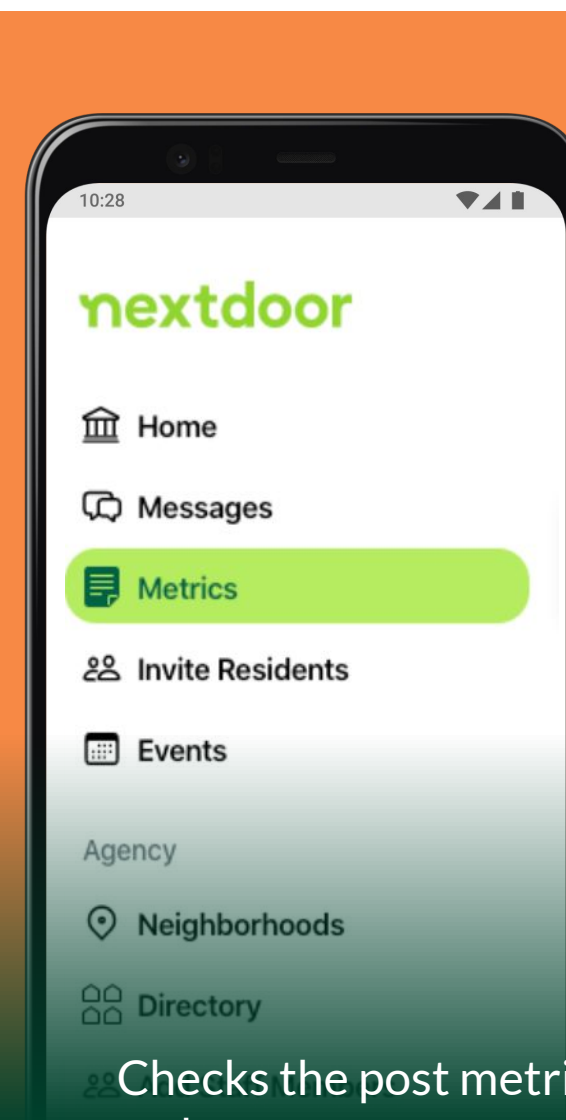 10:28
nextdoor
Home
Messages
Metrics
Invite Residents
Events
Agency
Neighborhoods
Directory
Checks the post metri